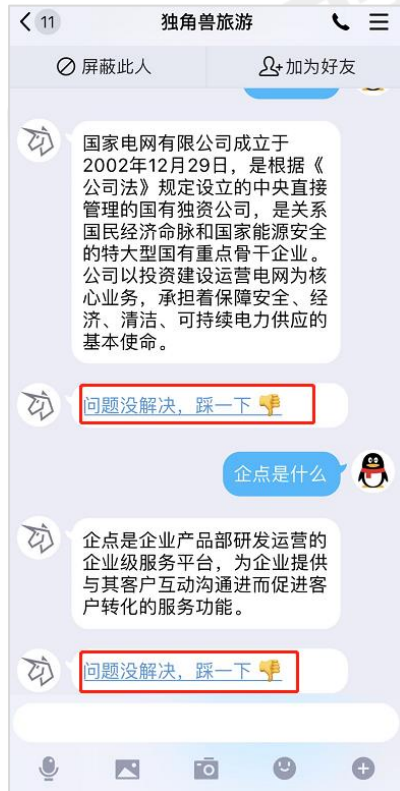 11
独角兽旅游
屏蔽此人
加为好友
国家电网有限公司成立于
2002年12月29日，是根据《
公司法》规定设立的中央直接
管理的国有独资公司，是关系
国民经济命脉和国家能源安全
的特大型国有重点骨干企业。
公司以投资建设运营电网为核
心业务，承担着保障安全、经
济、清洁、可持续电力供应的
基本使命。
问题没解决，踩一下👎
企点是什么
企点是企业产品部研发运营的
企业级服务平台，为企业提供
与其客户互动沟通进而促进客
户转化的服务功能。
问题没解决，踩一下👎